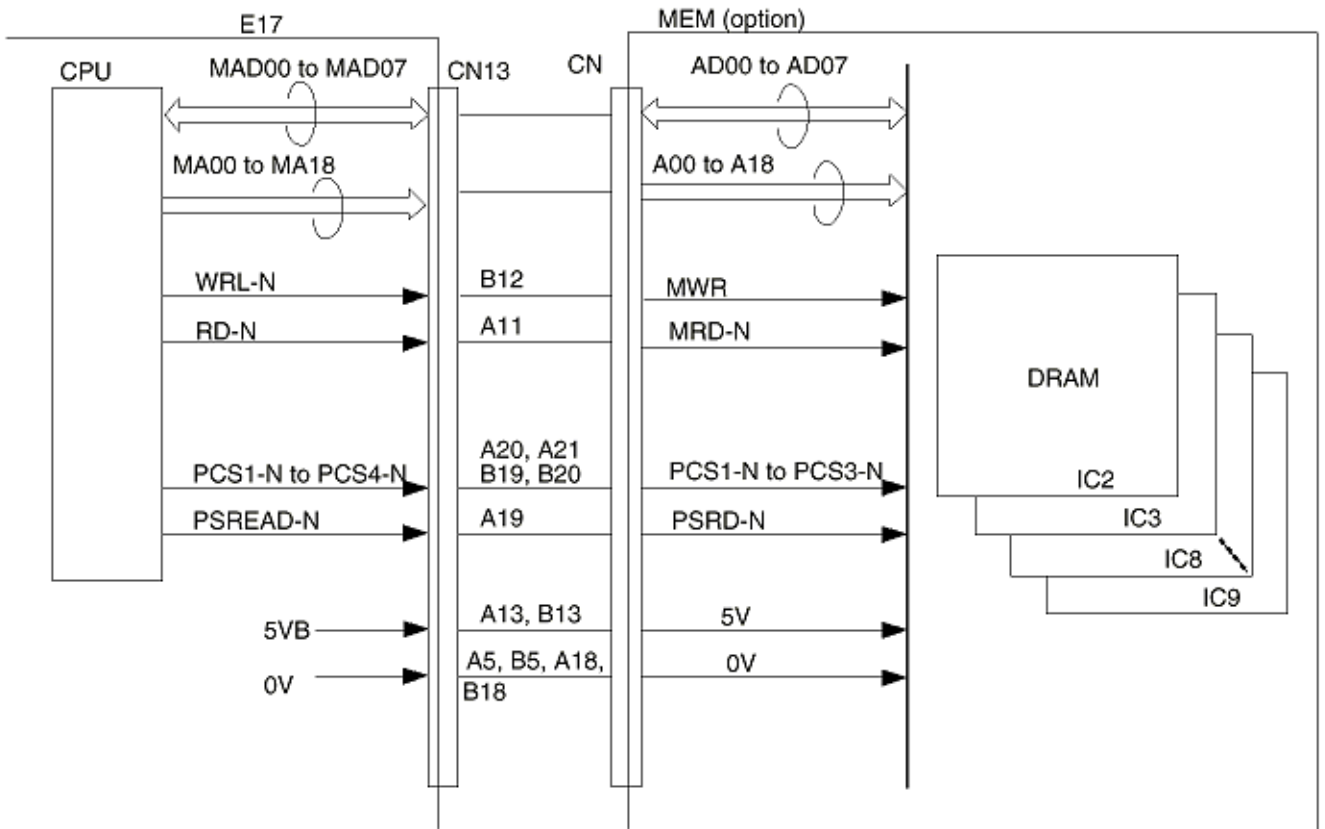 E17
MEM (option)
CPU
MAD00 to MAD07
CN13
CN
AD00 to AD07
MA00 to MA18
A00 to A18
WRL-N
B12
MWR
RD-N
A11
MRD-N
DRAM
A20, A21
PCS1-N to PCS4-N
B19, B20
PCS1-N to PCS3-N
IC2
PSREAD-N
A19
PSRD-N
IC3
IC8
IC9
5VB
A13, B13
5V
0V
A5, B5, A18,
B18
0V